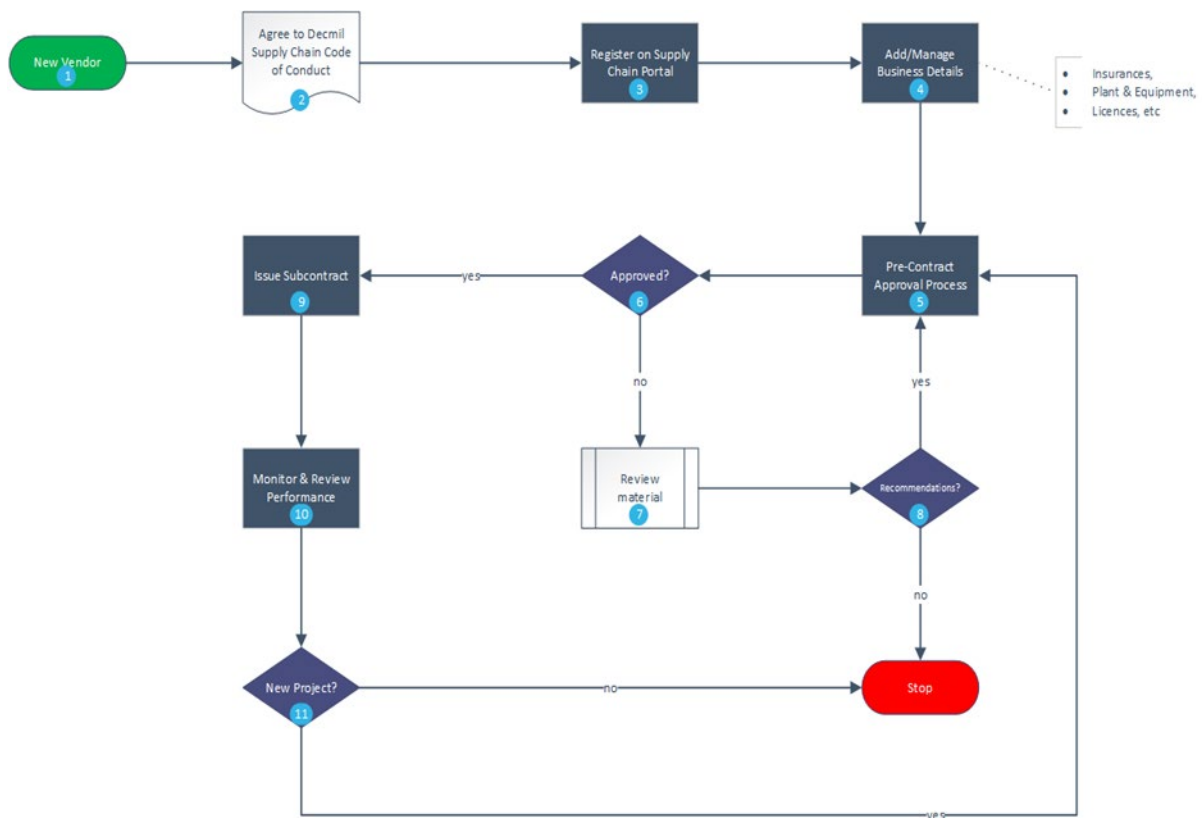 New Vendor
1
Agree to Decmil
Supply Chain Code
of Conduct
2
Register on Supply
Chain Portal
3
Add/Manage
Business Details
4
• Insurances,
• Plant & Equipment,
• Licences, etc
Issue Subcontract
9
yes
Approved?
6
Pre-Contract
Approval Process
5
no
yes
Monitor & Review
Performance
10
Review
material
7
Recommendations?
8
no
New Project?
11
no
Stop
yes